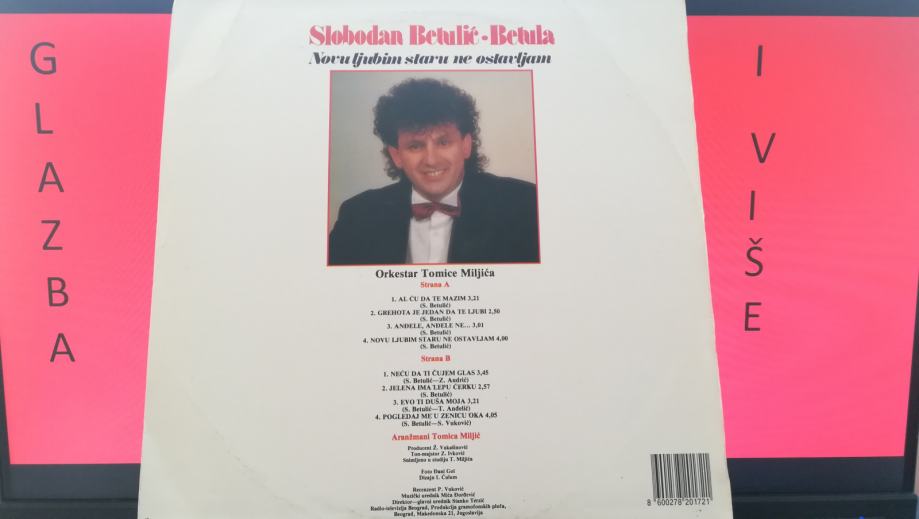 GLAZBA
I VIŠE
Slobodan Betulić • Betula
Novu ljubim staru ne ostavljam
Orkestar Tomice Miljića
Strana A
1. AL ĆU DA TE MAZIM 3,21
(S. Betulić)
2. GREHOTA JE JEDAN DA TE LJUBI 2,50
(S. Betulić)
3. ANĐELE, ANĐELE NE... 3,01
(S. Betulić)
4. NOVU LJUBIM STARU NE OSTAVLJAM 4,00
(S. Betulić)
Strana B
1. NEĆU DA TI ČUJEM GLAS 3,45
(S. Betulić—Z. Andrić)
2. JELENA IMA LEPU ĆERKU 2,57
(S. Betulić)
3. EVO TI DUŠA MOJA 3,21
(S. Betulić—T. Anđelić)
4. POGLEDAJ ME U ZENICU OKA 4,05
(S. Betulić—S. Vuković)
Aranžmani Tomica Miljić
Producent Ž. Vukašinović
Ton-majstor Z. Ivković
Snimljeno u studiju T. Miljića
Foto Đani Got
Dizajn I. Ćulum
Recenzent P. Vuković
Muzički urednik Mića Đorđević
Direktor—glavni urednik Stanko Terzić
Radio-televizija Beograd, Produkcija gramofonskih ploča,
Beograd, Makedonska 21, Jugoslavija
8 600278 201721